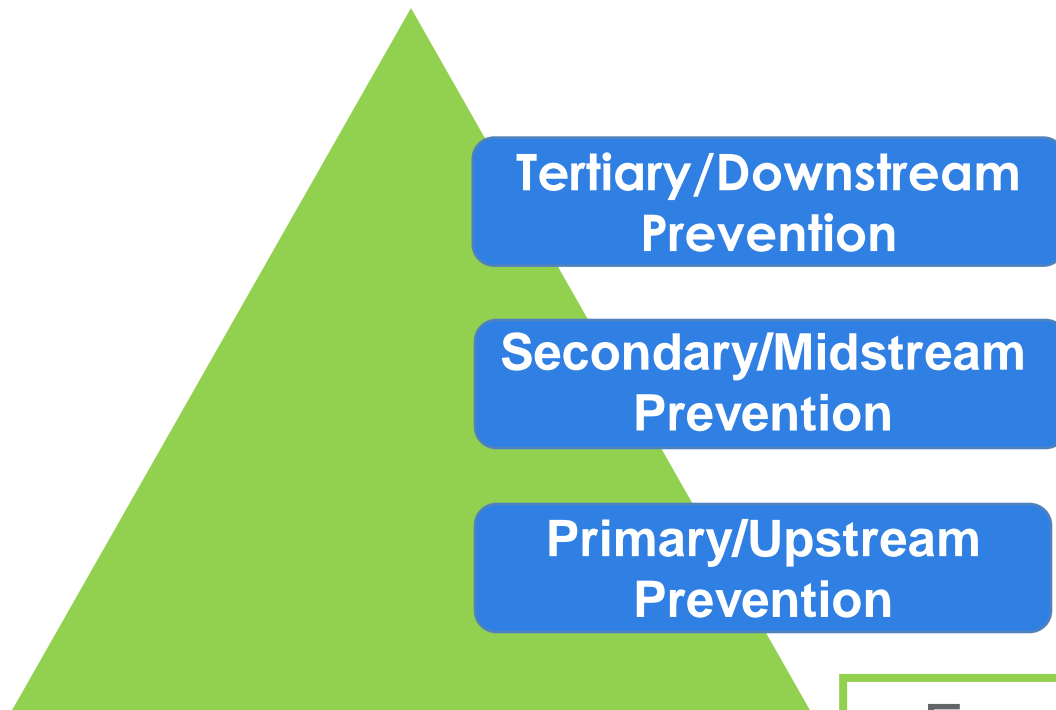 Tertiary/Downstream
Prevention
Secondary/Midstream
Prevention
Primary/Upstream
Prevention